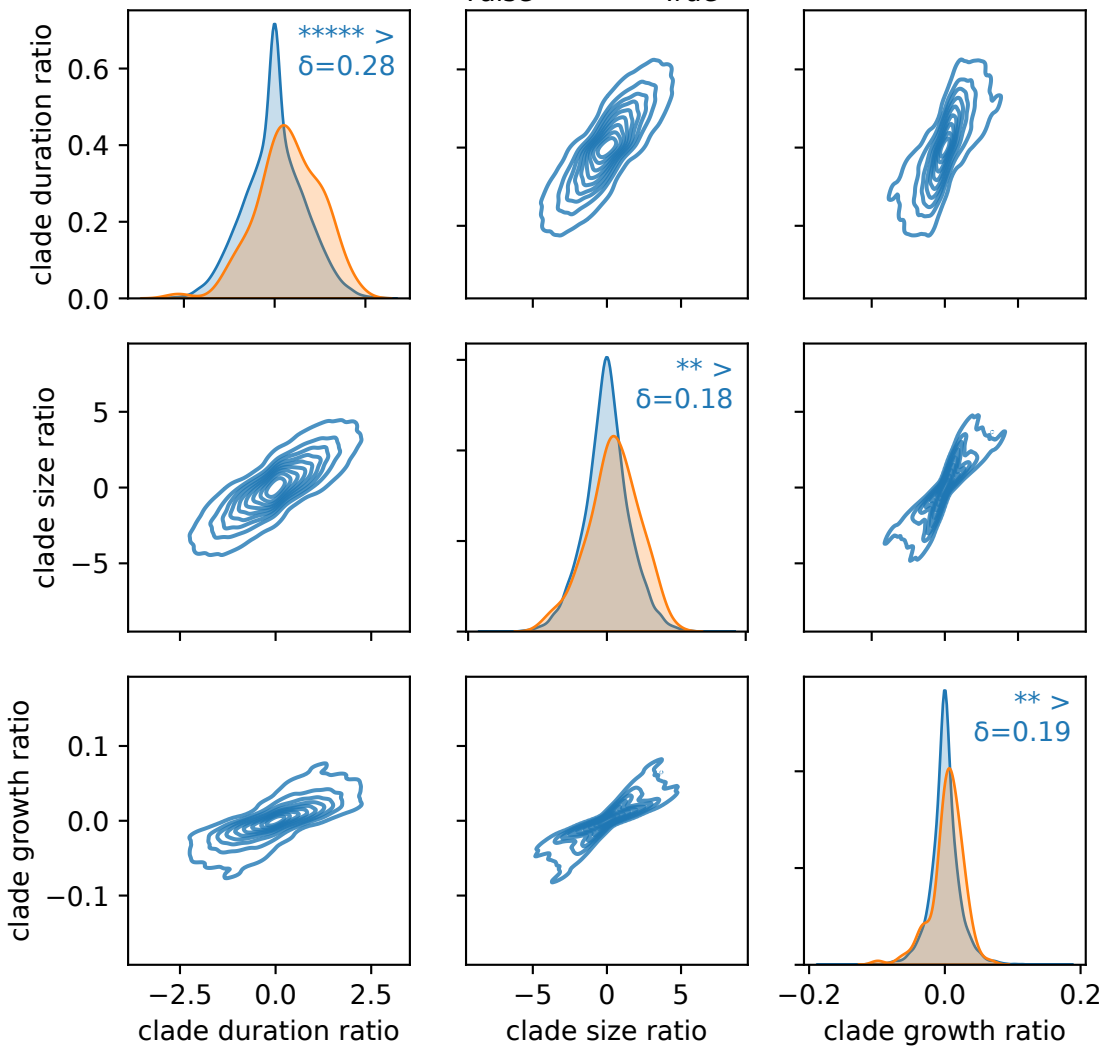 clade duration ratio
0.6
0.4
0.2
0.0
***** >
δ=0.28
clade size ratio
5
0
−5
** >
δ=0.18
clade growth ratio
0.1
0.0
−0.1
** >
δ=0.19
−2.5 0.0 2.5
−5 0 5
−0.2 0.0 0.2
clade duration ratio
clade size ratio
clade growth ratio